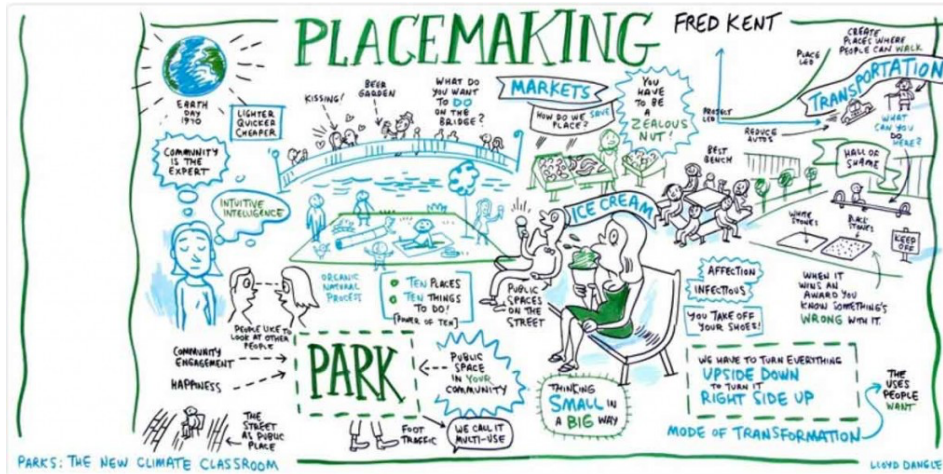 PLACEMAKING
FRED KENT
EARTH
DAY
1970
LIGHTER
QUICKER
CHEAPER
COMMUNITY
IS THE
EXPERT
INTUITIVE
INTELLIGENCE
KISSING!
BEER
GARDEN
WHAT DO
YOU WANT
TO DO
ON THE
BRIDGE?
MARKETS
HOW DO WE SAVE
PLACE?
YOU
HAVE
TO BE
A
ZEALOUS
NUT!
PLACE
LED
CREATE
PLACES WHERE
PEOPLE CAN WALK
PROJECT
LED
TRANSPORTATION
REDUCE
AUTOS
WHAT CAN YOU
DO
HERE?
BEST
BENCH
HALL OF
SHAME
WHITE
STONES
BLACK
STONES
KEEP
OFF
WHEN IT
WINS AN
AWARD YOU
KNOW SOMETHING'S
WRONG WITH IT.
ICE CREAM
PUBLIC
SPACES
ON THE
STREET
ORGANIC
NATURAL
PROCESS
TEN PLACES
TEN THINGS
TO DO!
[POWER OF TEN]
PEOPLE LIKE TO
LOOK AT OTHER
PEOPLE
COMMUNITY
ENGAGEMENT
HAPPINESS
PARK
PUBLIC
SPACE
IN YOUR
COMMUNITY
THE
STREET
AS PUBLIC
PLACE
FOOT
TRAFFIC
WE CALL IT
MULTI-USE
THINKING
SMALL IN
A BIG WAY
AFFECTION
INFECTIOUS
YOU TAKE OFF
YOUR SHOES!
WE HAVE TO TURN EVERYTHING
UPSIDE DOWN
TO TURN IT
RIGHT SIDE UP
MODE OF TRANSFORMATION
THE
USES
PEOPLE
WANT
PARKS: THE NEW CLIMATE CLASSROOM
LLOYD DANGLE